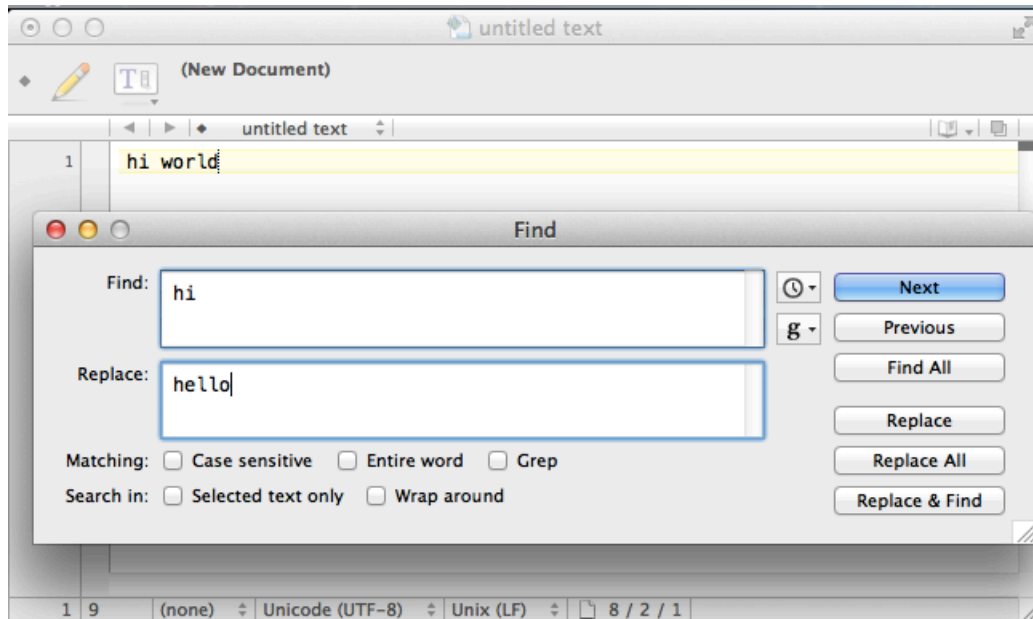 untitled text
(New Document)
untitled text
1 hi world
Find
Find: hi
Next
g Previous
Find All
Replace: hello
Replace
Matching: Case sensitive Entire word Grep Replace All
Search in: Selected text only Wrap around Replace & Find
1 9 (none) Unicode (UTF-8) Unix (LF) 8 / 2 / 1